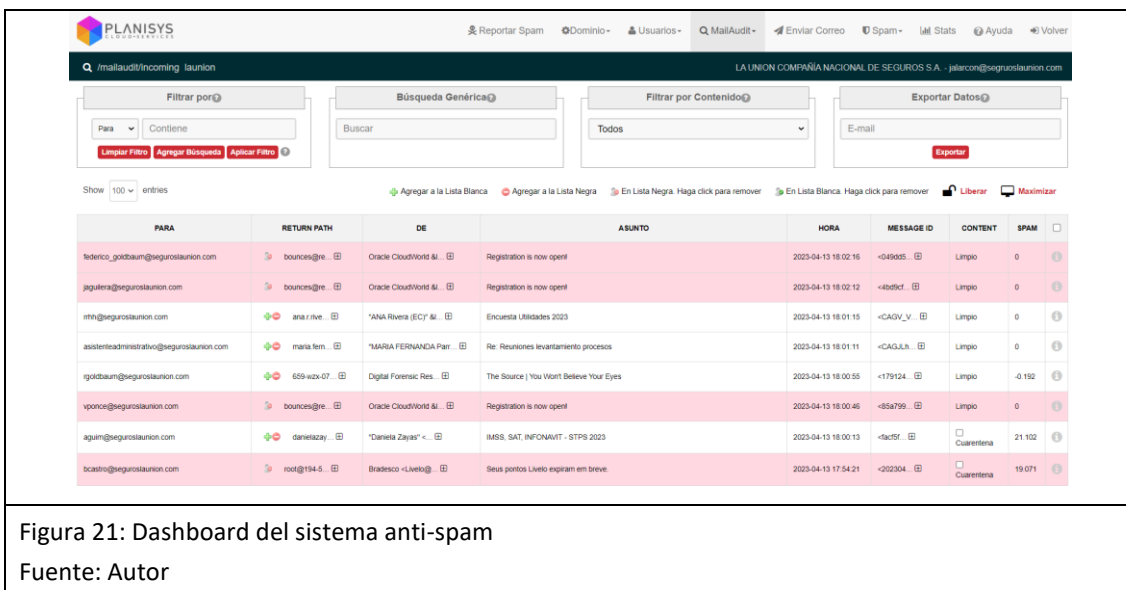 PLANISYS
CLOUD-SERVICES
Reportar Spam Dominio Usuarios MailAudit Enviar Correo Spam Stats Ayuda Volver
/mailaudit/incoming launion LA UNION COMPAÑÍA NACIONAL DE SEGUROS S.A. - jalarcon@segruoslaunion.com
Filtrar por Búsqueda Genérica Filtrar por Contenido Exportar Datos
Para Contiene Buscar Todos E-mail
Limpiar Filtro Agregar Búsqueda Aplicar Filtro Exportar
Show 100 entries Agregar a la Lista Blanca Agregar a la Lista Negra En Lista Negra. Haga click para remover En Lista Blanca. Haga click para remover Liberar Maximizar
PARA RETURN PATH DE ASUNTO HORA MESSAGE ID CONTENT SPAM
federico_goldbaum@seguroslaunion.com bounces@re... Oracle CloudWorld &l... Registration is now open! 2023-04-13 18:02:16 <049dd5... Limpio 0
jaguilera@seguroslaunion.com bounces@re... Oracle CloudWorld &l... Registration is now open! 2023-04-13 18:02:12 <4bd9cf... Limpio 0
rrhh@seguroslaunion.com ana.r.rive... "ANA Rivera (EC)" &l... Encuesta Utilidades 2023 2023-04-13 18:01:15 <CAGV_V... Limpio 0
asistenteadministrativo@seguroslaunion.com maria.fern... "MARIA FERNANDA Parr... Re: Reuniones levantamiento procesos 2023-04-13 18:01:11 <CAGJLh... Limpio 0
rgoldbaum@seguroslaunion.com 659-wzx-07... Digital Forensic Res... The Source | You Won't Believe Your Eyes 2023-04-13 18:00:55 <179124... Limpio -0.192
vponce@seguroslaunion.com bounces@re... Oracle CloudWorld &l... Registration is now open! 2023-04-13 18:00:46 <85a799... Limpio 0
aguim@seguroslaunion.com danielazay... "Daniela Zayas" <... IMSS, SAT, INFONAVIT - STPS 2023 2023-04-13 18:00:13 <facf5f... Cuarentena 21.102
bcastro@seguroslaunion.com root@194-5... Bradesco <Livelo@... Seus pontos Livelo expiram em breve. 2023-04-13 17:54:21 <202304... Cuarentena 19.071
Figura 21: Dashboard del sistema anti-spam
Fuente: Autor